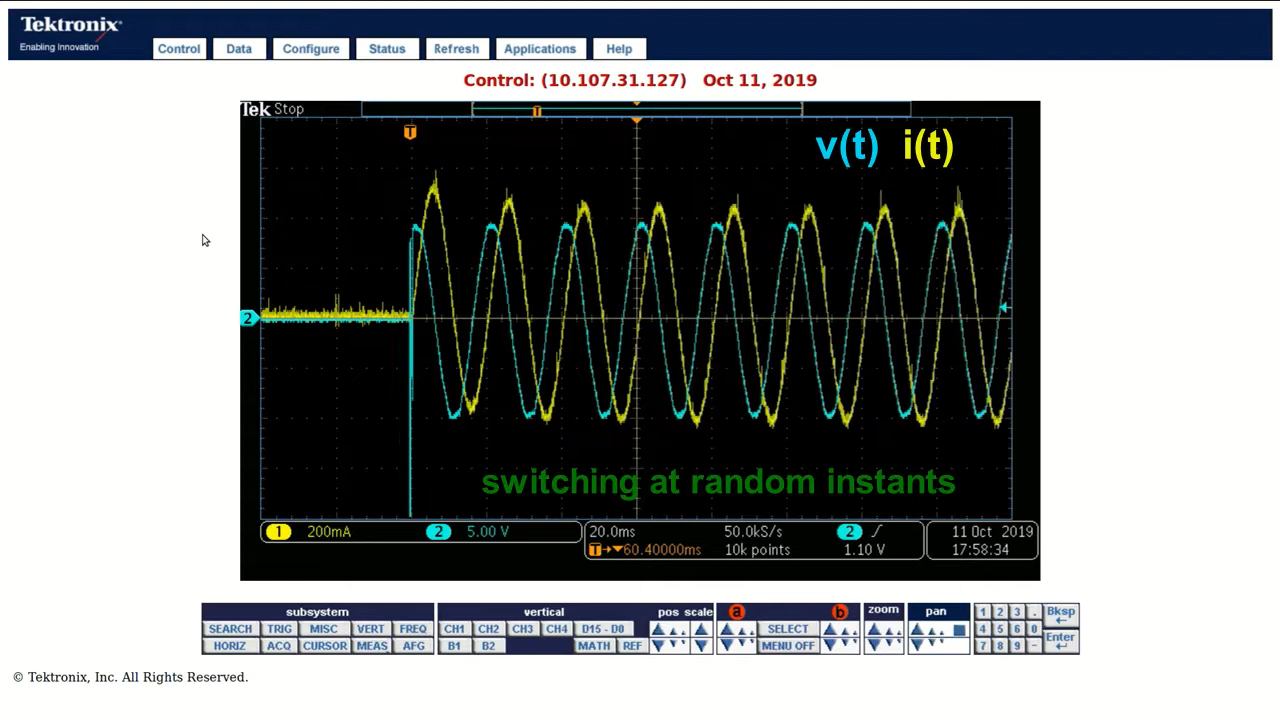 Tektronix
Enabling Innovation
Control Data Configure Status Refresh Applications Help
Control: (10.107.31.127) Oct 11, 2019
Tek Stop
T
T
v(t) i(t)
2
switching at random instants
1 200mA 2 5.00 V
20.0ms 50.0kS/s 2 11 Oct 2019
T→▼60.40000ms 10k points 1.10 V 17:58:34
subsystem vertical pos scale a b zoom pan 1 2 3 . Bksp
SEARCH TRIG MISC VERT FREQ CH1 CH2 CH3 CH4 D15 - D0 SELECT 4 5 6 0 Enter
HORIZ ACQ CURSOR MEAS AFG B1 B2 MATH REF MENU OFF 7 8 9 -
© Tektronix, Inc. All Rights Reserved.